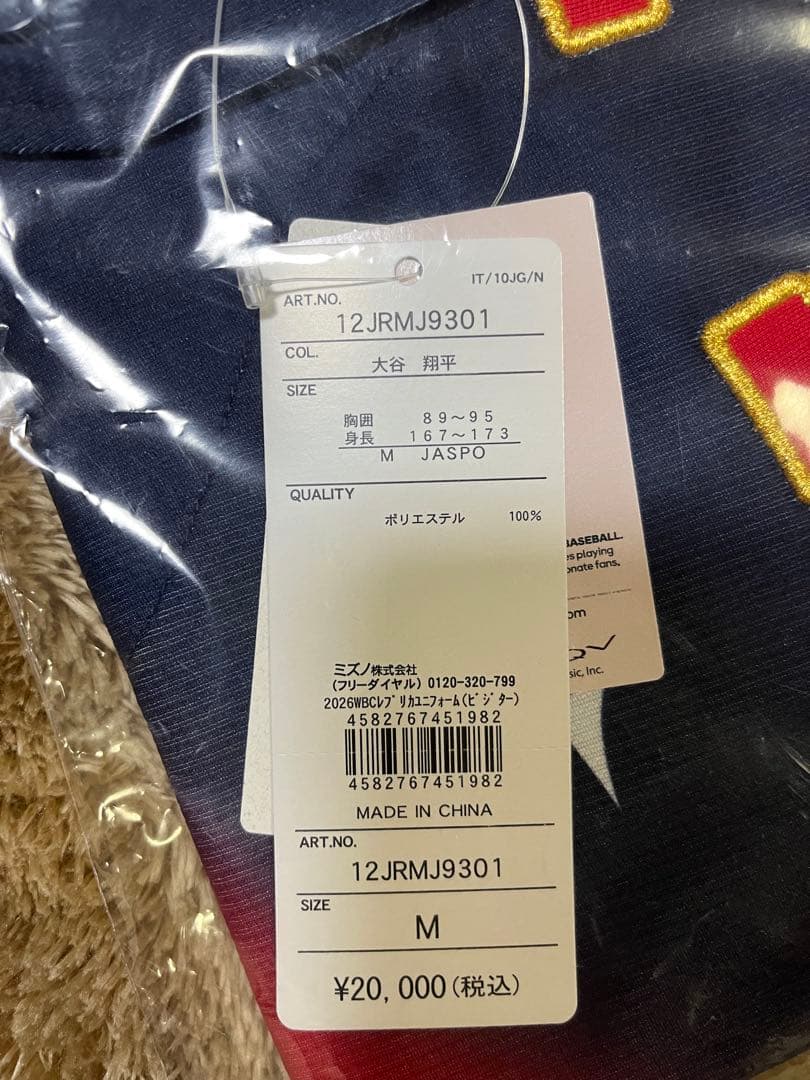 IT/10JG/N
ART.NO.
12JRMJ9301
COL.
大谷 翔平
SIZE
胸囲 89〜95
身長 167〜173
M JASPO
QUALITY
ポリエステル 100%
BASEBALL.
playing
fans.
ミズノ株式会社
(フリーダイヤル) 0120-320-799
2026WBCﾚﾌﾟﾘｶﾕﾆﾌｫｰﾑ(ﾋﾞｼﾞﾀｰ)
4582767451982
4582767451982
Inc.
MADE IN CHINA
ART.NO.
12JRMJ9301
SIZE
M
¥20,000(税込)